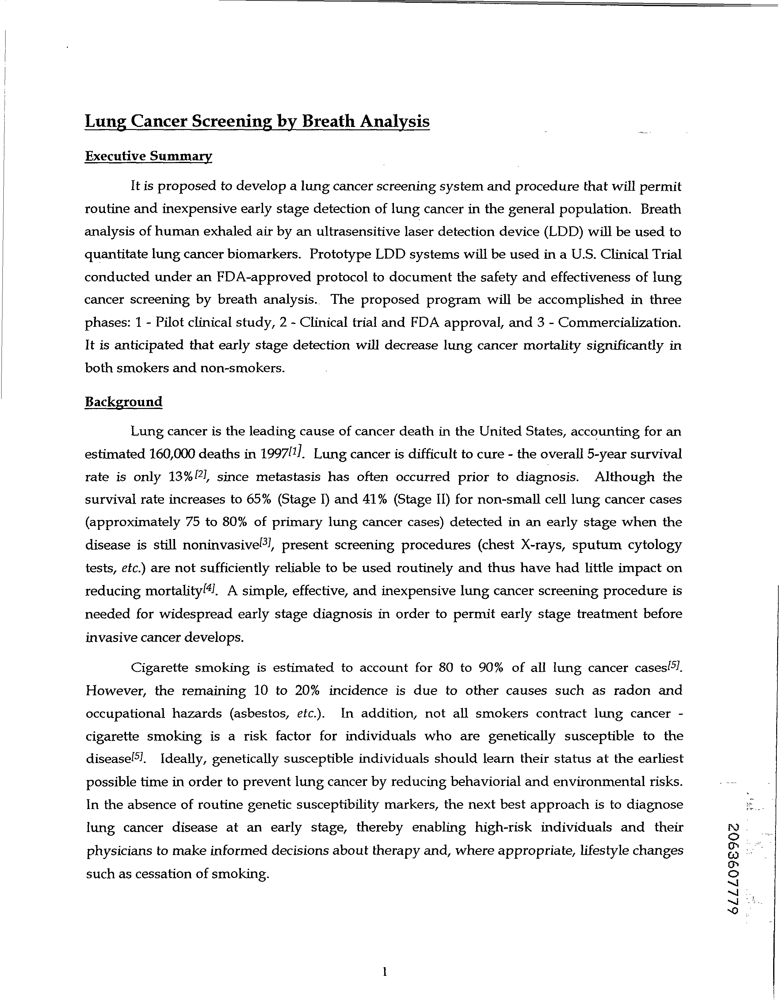 Lung Cancer Screening by Breath Analysis
Executive Summary
It is proposed to develop a lung cancer screening system and procedure that will permit
routine and inexpensive early stage detection of lung cancer in the general population. Breath
analysis of human exhaled air by an ultrasensitive laser detection device (LDD) will be used to
quantitate lung cancer biomarkers. Prototype LDD systems will be used in a U.S. Clinical Trial
conducted under an FDA-approved protocol to document the safety and effectiveness of lung
cancer screening by breath analysis. The proposed program will be accomplished in three
phases: 1 - Pilot clinical study, 2 - Clinical trial and FDA approval, and 3 - Commercialization.
It is anticipated that early stage detection will decrease lung cancer mortality significantly in
both smokers and non-smokers.
Background
Lung cancer is the leading cause of cancer death in the United States, accounting for an
estimated 160,000 deaths in 1997[1]. Lung cancer is difficult to cure - the overall 5-year survival
rate is only 13%[2], since metastasis has often occurred prior to diagnosis. Although the
survival rate increases to 65% (Stage I) and 41% (Stage II) for non-small cell lung cancer cases
(approximately 75 to 80% of primary lung cancer cases) detected in an early stage when the
disease is still noninvasive[3], present screening procedures (chest X-rays, sputum cytology
tests, etc.) are not sufficiently reliable to be used routinely and thus have had little impact on
reducing mortality[4]. A simple, effective, and inexpensive lung cancer screening procedure is
needed for widespread early stage diagnosis in order to permit early stage treatment before
invasive cancer develops.
Cigarette smoking is estimated to account for 80 to 90% of all lung cancer cases[5].
However, the remaining 10 to 20% incidence is due to other causes such as radon and
occupational hazards (asbestos, etc.). In addition, not all smokers contract lung cancer -
cigarette smoking is a risk factor for individuals who are genetically susceptible to the
disease[5]. Ideally, genetically susceptible individuals should learn their status at the earliest
possible time in order to prevent lung cancer by reducing behaviorial and environmental risks.
In the absence of routine genetic susceptibility markers, the next best approach is to diagnose
lung cancer disease at an early stage, thereby enabling high-risk individuals and their
physicians to make informed decisions about therapy and, where appropriate, lifestyle changes
such as cessation of smoking.
2063607779
1